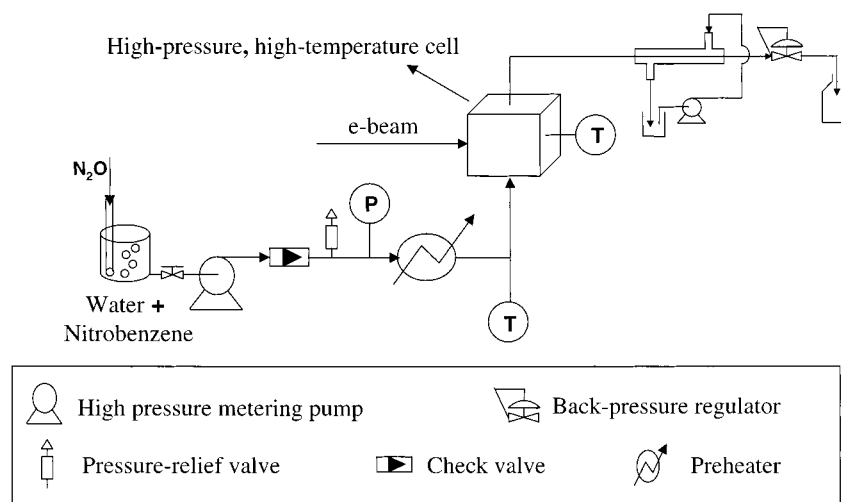 High-pressure, high-temperature cell
e-beam
T
N₂O
P
Water +
Nitrobenzene
T
High pressure metering pump
Back-pressure regulator
Pressure-relief valve
Check valve
Preheater